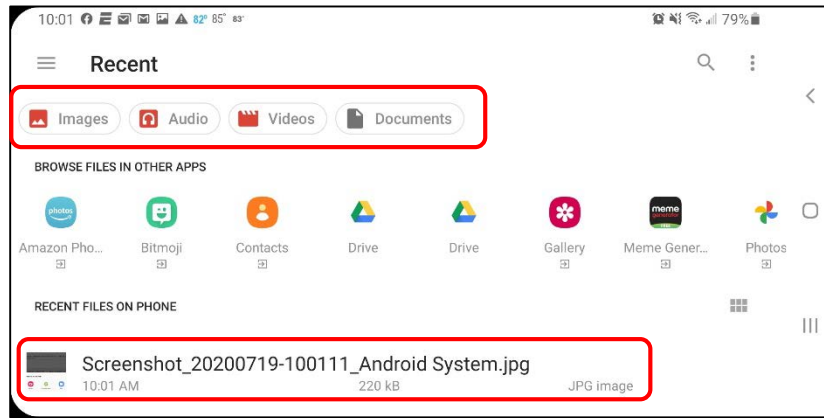 10:01 82° 85° 83° 79%
Recent
Images Audio Videos Documents
BROWSE FILES IN OTHER APPS
photos meme generator
Amazon Pho... Bitmoji Contacts Drive Drive Gallery Meme Gener... Photos
RECENT FILES ON PHONE
Screenshot_20200719-100111_Android System.jpg
10:01 AM 220 kB JPG image